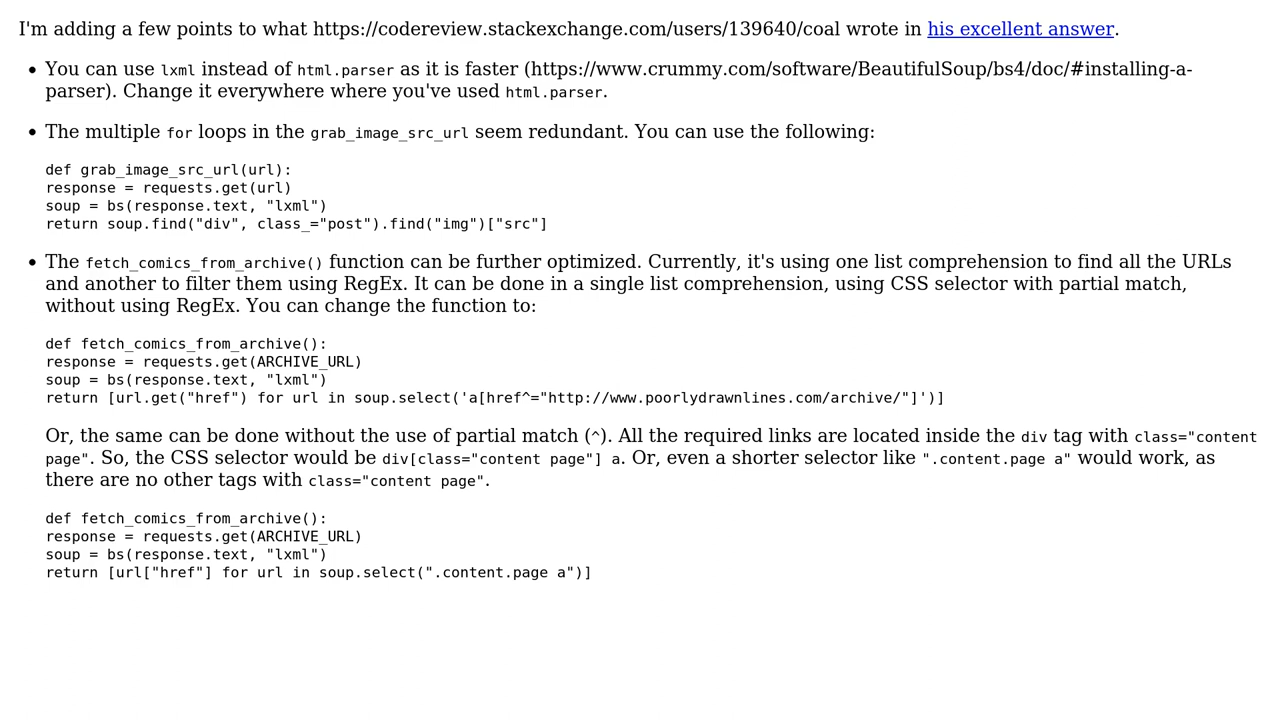 I'm adding a few points to what https://codereview.stackexchange.com/users/139640/coal wrote in his excellent answer.
• You can use lxml instead of html.parser as it is faster (https://www.crummy.com/software/BeautifulSoup/bs4/doc/#installing-a-
parser). Change it everywhere where you've used html.parser.
• The multiple for loops in the grab_image_src_url seem redundant. You can use the following:
def grab_image_src_url(url):
response = requests.get(url)
soup = bs(response.text, "lxml")
return soup.find("div", class_="post").find("img")["src"]
• The fetch_comics_from_archive() function can be further optimized. Currently, it's using one list comprehension to find all the URLs
and another to filter them using RegEx. It can be done in a single list comprehension, using CSS selector with partial match,
without using RegEx. You can change the function to:
def fetch_comics_from_archive():
response = requests.get(ARCHIVE_URL)
soup = bs(response.text, "lxml")
return [url.get("href") for url in soup.select('a[href^="http://www.poorlydrawnlines.com/archive/"]')]
Or, the same can be done without the use of partial match (^). All the required links are located inside the div tag with class="content
page". So, the CSS selector would be div[class="content page"] a. Or, even a shorter selector like ".content.page a" would work, as
there are no other tags with class="content page".
def fetch_comics_from_archive():
response = requests.get(ARCHIVE_URL)
soup = bs(response.text, "lxml")
return [url["href"] for url in soup.select(".content.page a")]